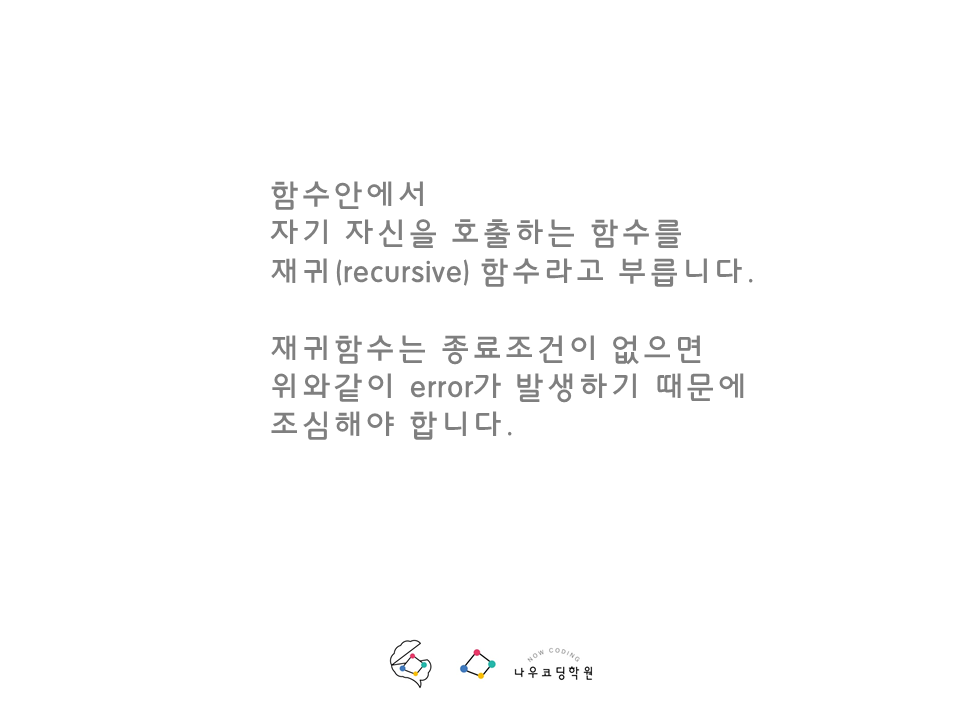 함수안에서
자기 자신을 호출하는 함수를
재귀(recursive) 함수라고 부릅니다.
재귀함수는 종료조건이 없으면
위와같이 error가 발생하기 때문에
조심해야 합니다.
NOW CODING
나우코딩학원